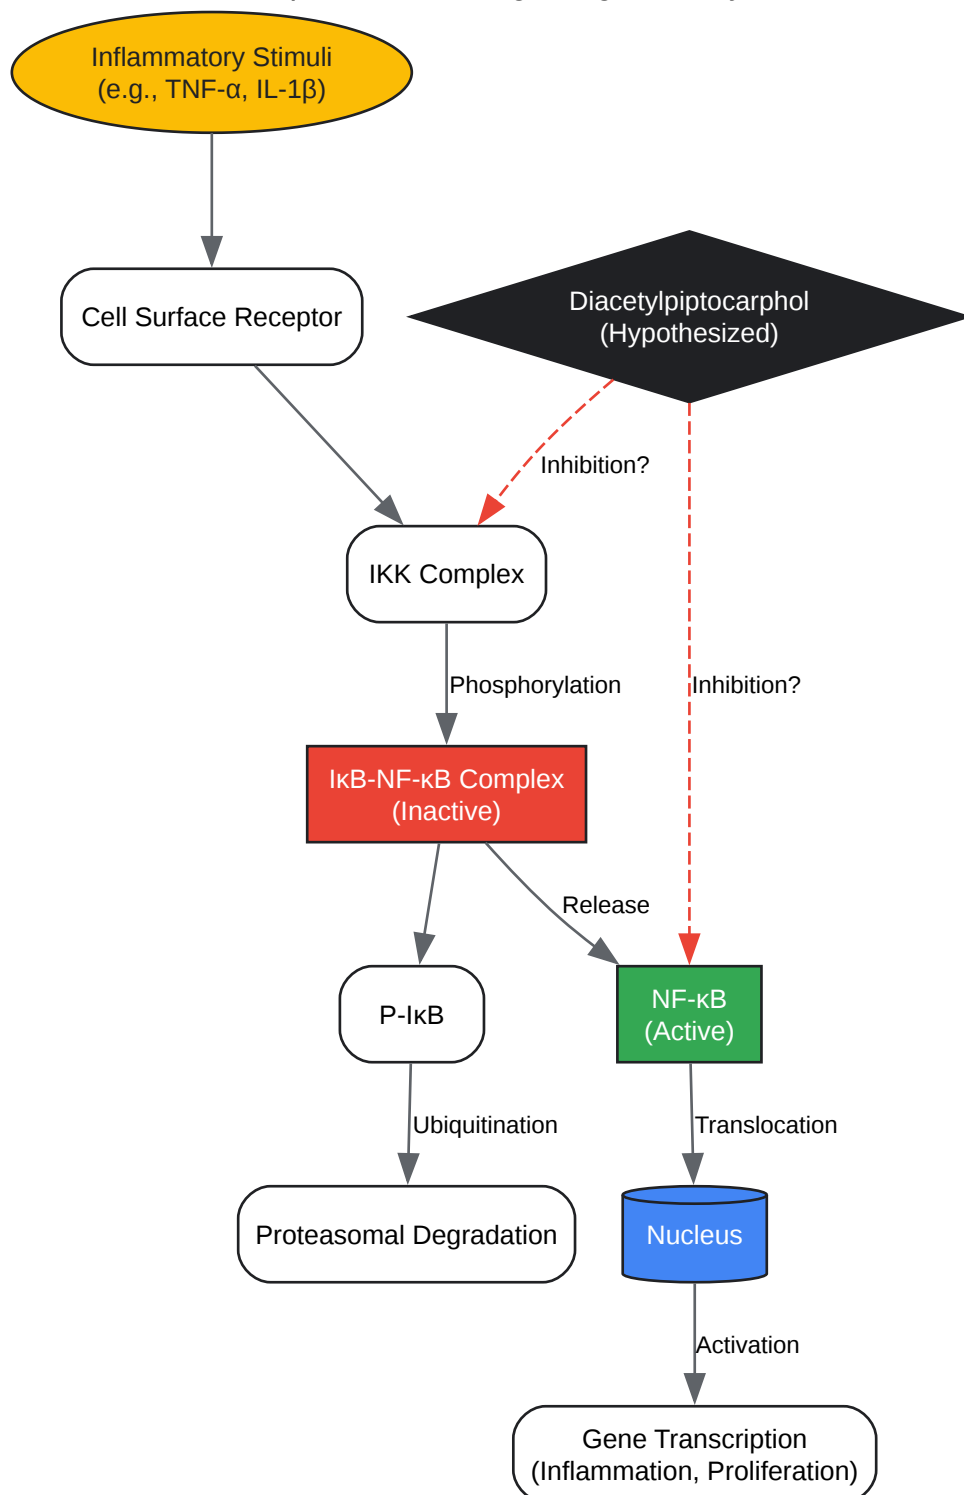 Inflammatory Stimuli
(e.g., TNF-α, IL-1β)
Cell Surface Receptor
Diacetylpiptocarphol
(Hypothesized)
Inhibition?
IKK Complex
Phosphorylation
Inhibition?
IκB-NF-κB Complex
(Inactive)
Release
P-IκB
NF-κB
(Active)
Ubiquitination
Translocation
Proteasomal Degradation
Nucleus
Activation
Gene Transcription
(Inflammation, Proliferation)